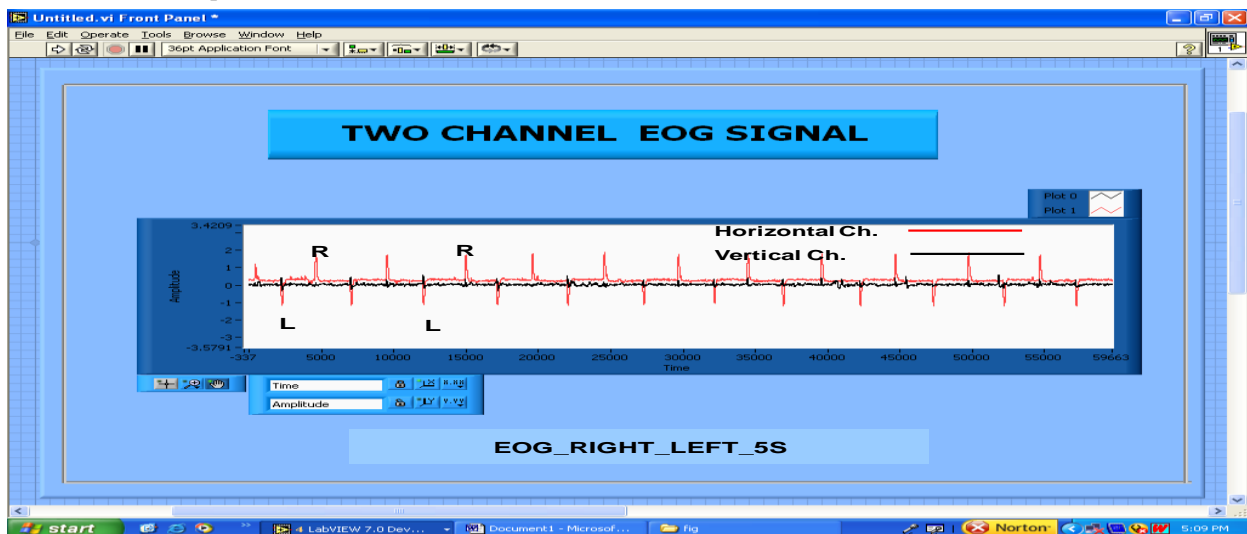 Untitled.vi Front Panel *
File Edit Operate Tools Browse Window Help
36pt Application Font
1
TWO CHANNEL EOG SIGNAL
Plot 0
Plot 1
Horizontal Ch.
Vertical Ch.
R
R
L
L
Amplitude
3.4209
2
1
0
-1
-2
-3
-3.5791
-337 5000 10000 15000 20000 25000 30000 35000 40000 45000 50000 55000 59663
Time
Time
Amplitude
EOG_RIGHT_LEFT_5S
start
4 LabVIEW 7.0 Dev...
Document1 - Microsof...
fig
Norton
5:09 PM